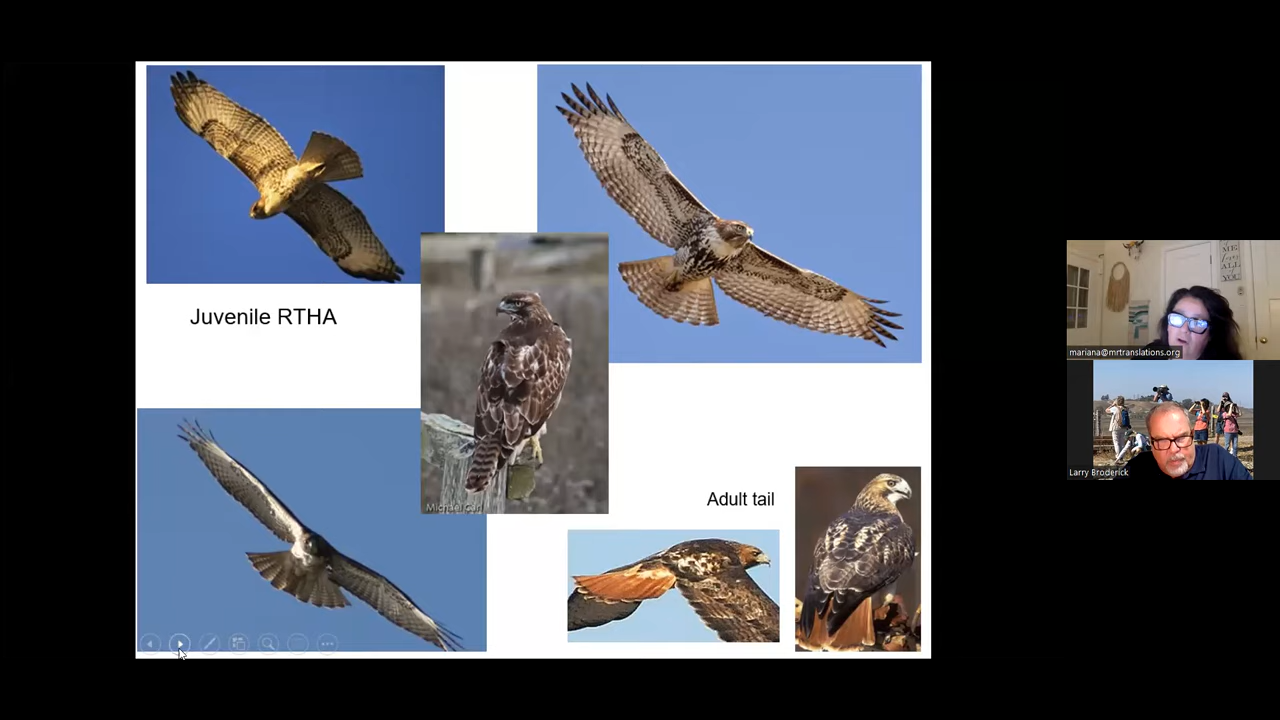 Juvenile RTHA
Adult tail
mariana@mrtranslations.org
Larry Broderick